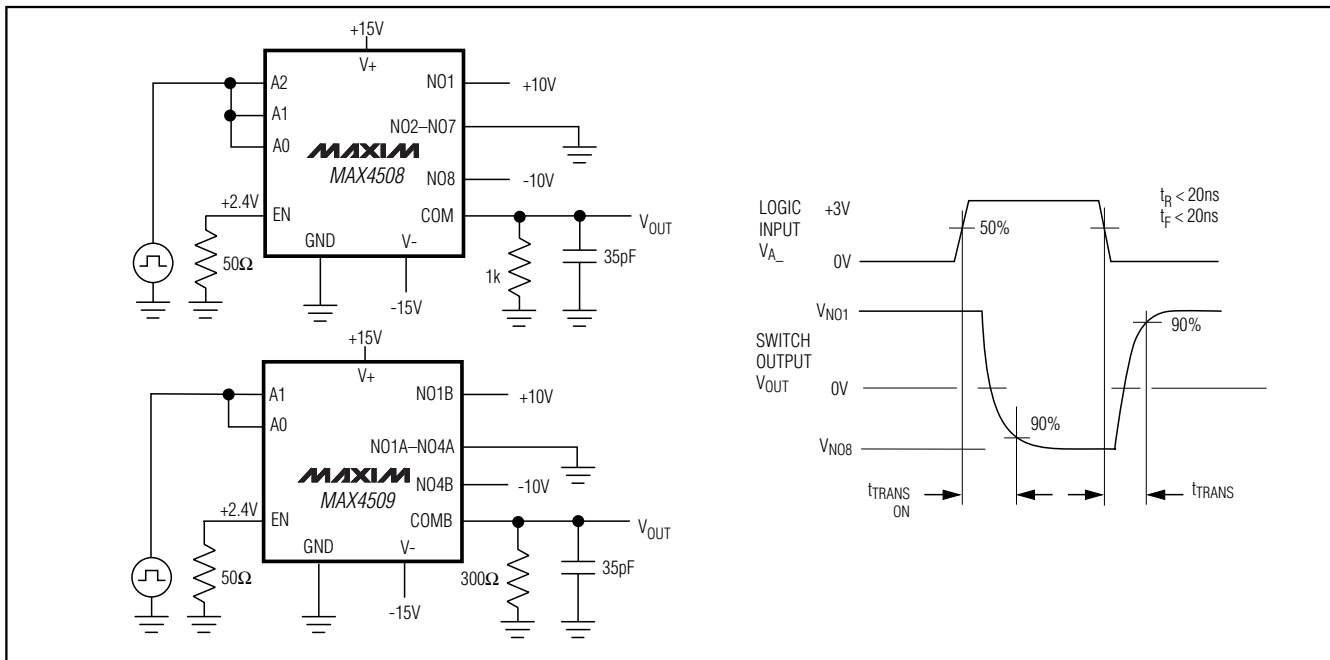 +15V
V+
A2
A1
A0
NO1
+10V
NO2–NO7
MAXIM
MAX4508
NO8
-10V
+2.4V
EN
COM
VOUT
GND
V-
50Ω
1k
35pF
-15V
+15V
V+
A1
A0
NO1B
+10V
NO1A–NO4A
MAXIM
MAX4509
NO4B
-10V
+2.4V
EN
COMB
VOUT
GND
V-
50Ω
300Ω
35pF
-15V
LOGIC
INPUT
VA_
+3V
0V
50%
tR < 20ns
tF < 20ns
VNO1
SWITCH
OUTPUT
VOUT
0V
90%
90%
VNO8
tTRANS
ON
tTRANS